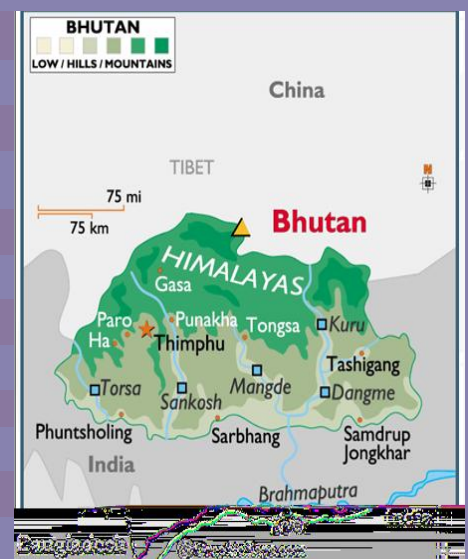 BHUTAN
LOW / HILLS / MOUNTAINS
China
TIBET
N
75 mi
75 km
Bhutan
HIMALAYAS
Gasa
Paro
Punakha
Tongsa
Kuru
Ha
Thimphu
Tashigang
Torsa
Sankosh
Mangde
Dangme
Phuntsholing
Sarbhang
Samdrup
Jongkhar
India
Brahmaputra